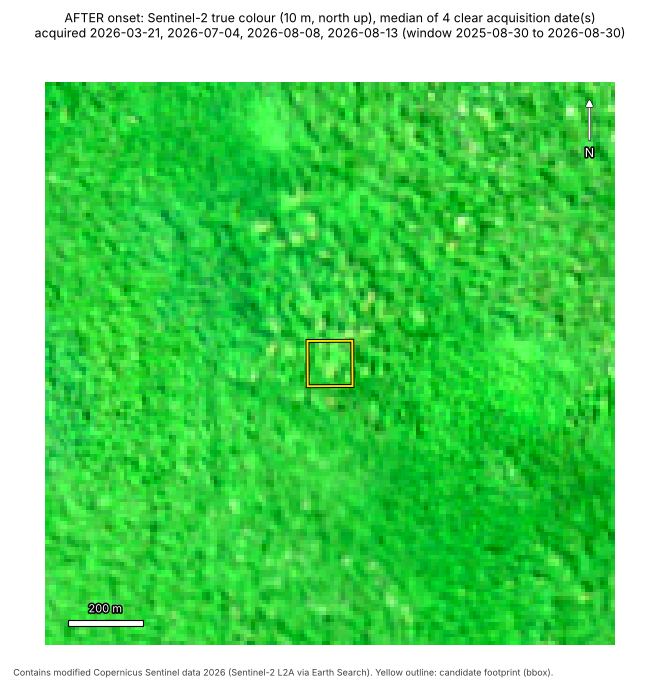 AFTER onset: Sentinel-2 true colour (10 m, north up), median of 4 clear acquisition date(s)
acquired 2026-03-21, 2026-07-04, 2026-08-08, 2026-08-13 (window 2025-08-30 to 2026-08-30)
N
200 m
Contains modified Copernicus Sentinel data 2026 (Sentinel-2 L2A via Earth Search). Yellow outline: candidate footprint (bbox).